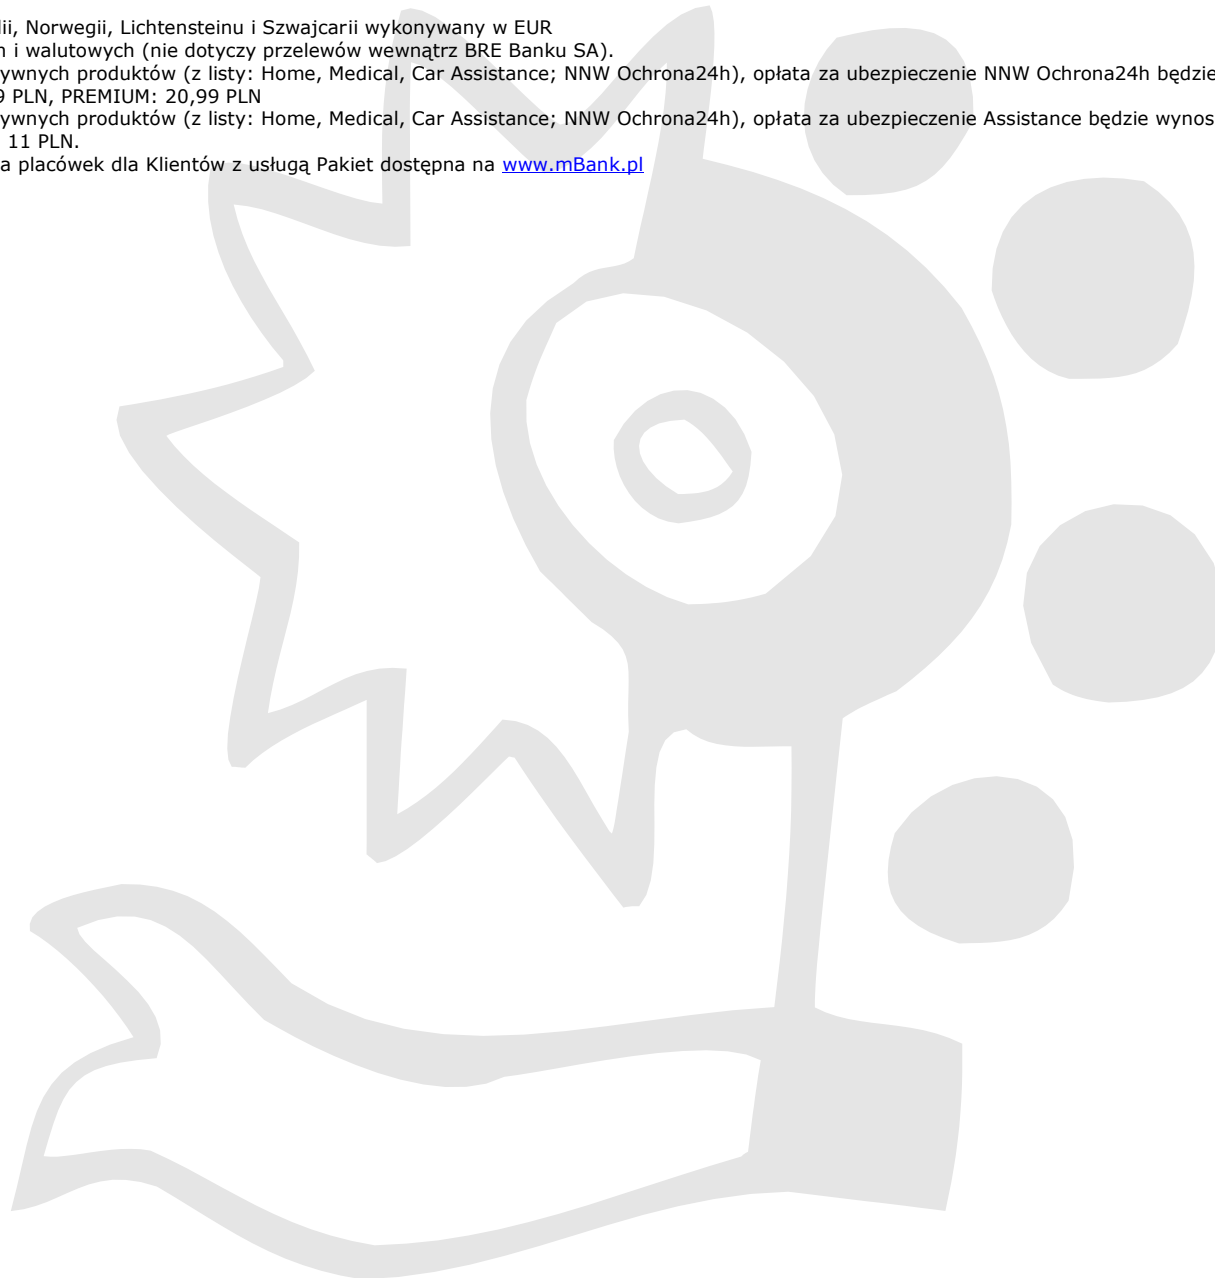 ii, Norwegii, Lichtensteinu i Szwajcarii wykonywany w EUR
i walutowych (nie dotyczy przelewów wewnątrz BRE Banku SA).
ywnych produktów (z listy: Home, Medical, Car Assistance; NNW Ochrona24h), opłata za ubezpieczenie NNW Ochrona24h będzie
9 PLN, PREMIUM: 20,99 PLN
ywnych produktów (z listy: Home, Medical, Car Assistance; NNW Ochrona24h), opłata za ubezpieczenie Assistance będzie wynos
11 PLN.
a placówek dla Klientów z usługą Pakiet dostępna na www.mBank.pl